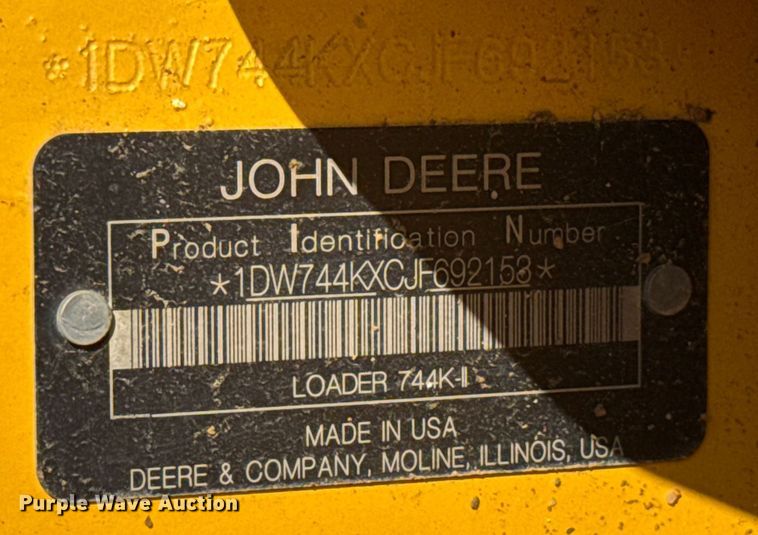 *1DW744KXCJF692153
JOHN DEERE
Product Identification Number
*1DW744KXCJF692153*
LOADER 744K-II
MADE IN USA
DEERE & COMPANY, MOLINE, ILLINOIS, USA
Purple Wave Auction